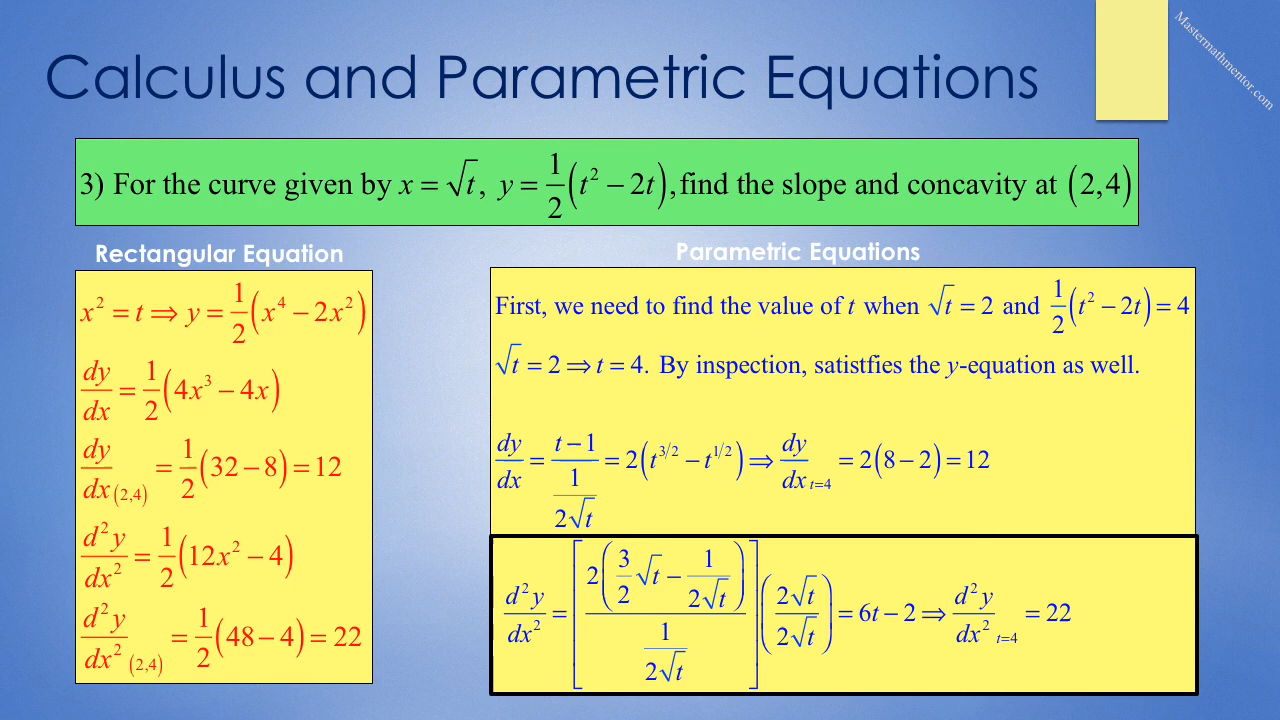 Mastermathmentor.com
Calculus and Parametric Equations
3) For the curve given by x = √t, y = 1/2 (t² − 2t), find the slope and concavity at (2,4)
Rectangular Equation
x² = t ⇒ y = 1/2 (x⁴ − 2x²)
dy/dx = 1/2 (4x³ − 4x)
dy/dx (2,4) = 1/2 (32 − 8) = 12
d²y/dx² = 1/2 (12x² − 4)
d²y/dx² (2,4) = 1/2 (48 − 4) = 22
Parametric Equations
First, we need to find the value of t when √t = 2 and 1/2 (t² − 2t) = 4
√t = 2 ⇒ t = 4. By inspection, satistfies the y-equation as well.
dy/dx = (t − 1)/(1/(2√t)) = 2(t^(3/2) − t^(1/2)) ⇒ dy/dx t=4 = 2(8 − 2) = 12
d²y/dx² = [2(3/2 √t − 1/(2√t))/(1/(2√t))] (2√t/2√t) = 6t − 2 ⇒ d²y/dx² t=4 = 22